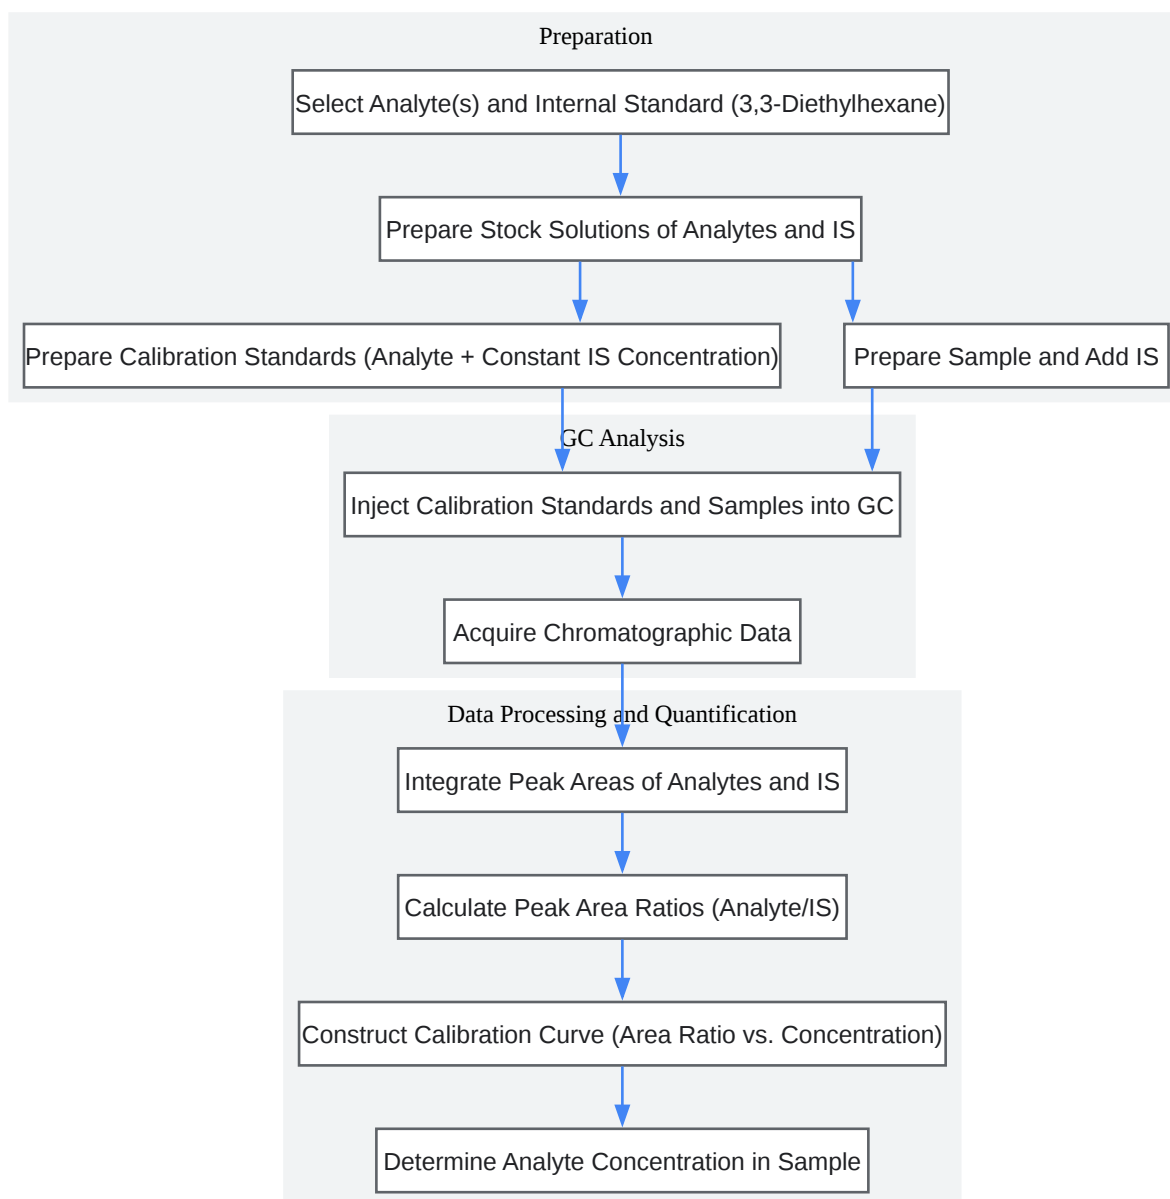 Preparation
Select Analyte(s) and Internal Standard (3,3-Diethylhexane)
Prepare Stock Solutions of Analytes and IS
Prepare Calibration Standards (Analyte + Constant IS Concentration)
Prepare Sample and Add IS
GC Analysis
Inject Calibration Standards and Samples into GC
Acquire Chromatographic Data
Data Processing and Quantification
Integrate Peak Areas of Analytes and IS
Calculate Peak Area Ratios (Analyte/IS)
Construct Calibration Curve (Area Ratio vs. Concentration)
Determine Analyte Concentration in Sample